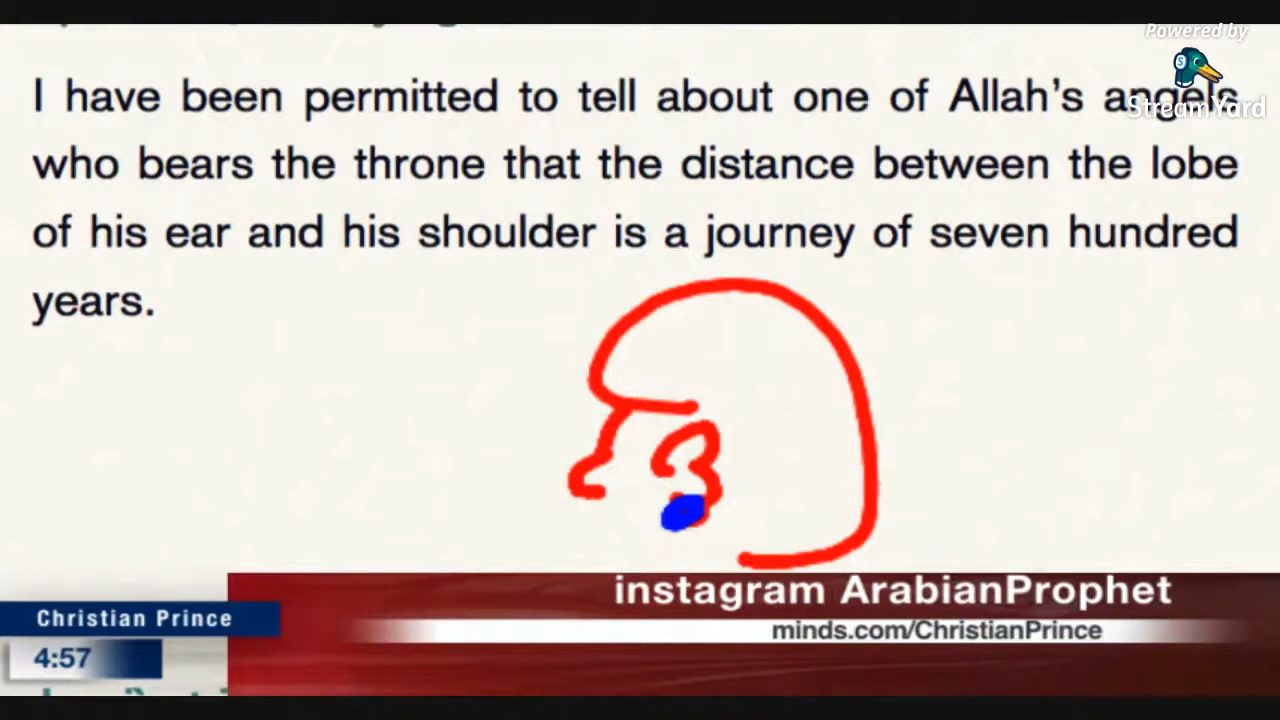 Powered by
StreamYard
I have been permitted to tell about one of Allah's angels
who bears the throne that the distance between the lobe
of his ear and his shoulder is a journey of seven hundred
years.
instagram ArabianProphet
Christian Prince
minds.com/ChristianPrince
4:57